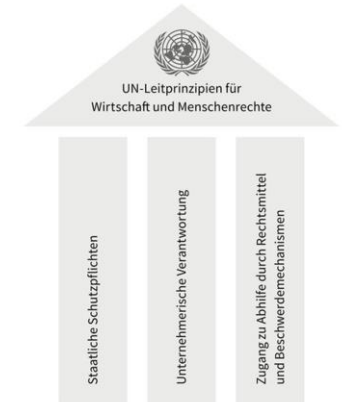 UN-Leitprinzipien für
Wirtschaft und Menschenrechte
Staatliche Schutzpflichten
Unternehmerische Verantwortung
Zugang zu Abhilfe durch Rechtsmittel
und Beschwerdemechanismen